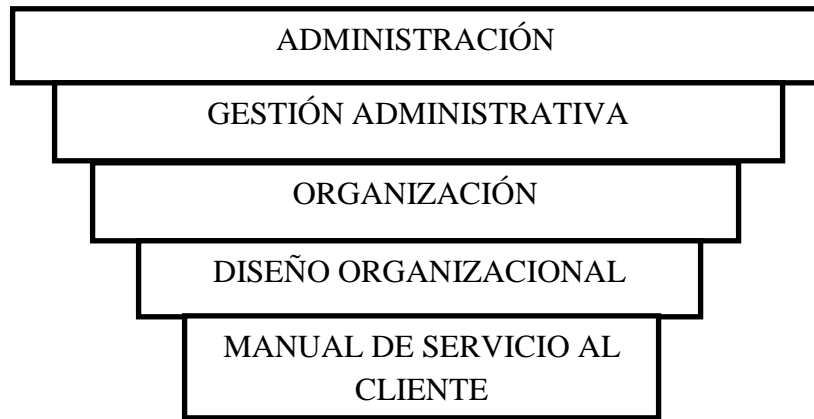 ADMINISTRACIÓN
GESTIÓN ADMINISTRATIVA
ORGANIZACIÓN
DISEÑO ORGANIZACIONAL
MANUAL DE SERVICIO AL
CLIENTE